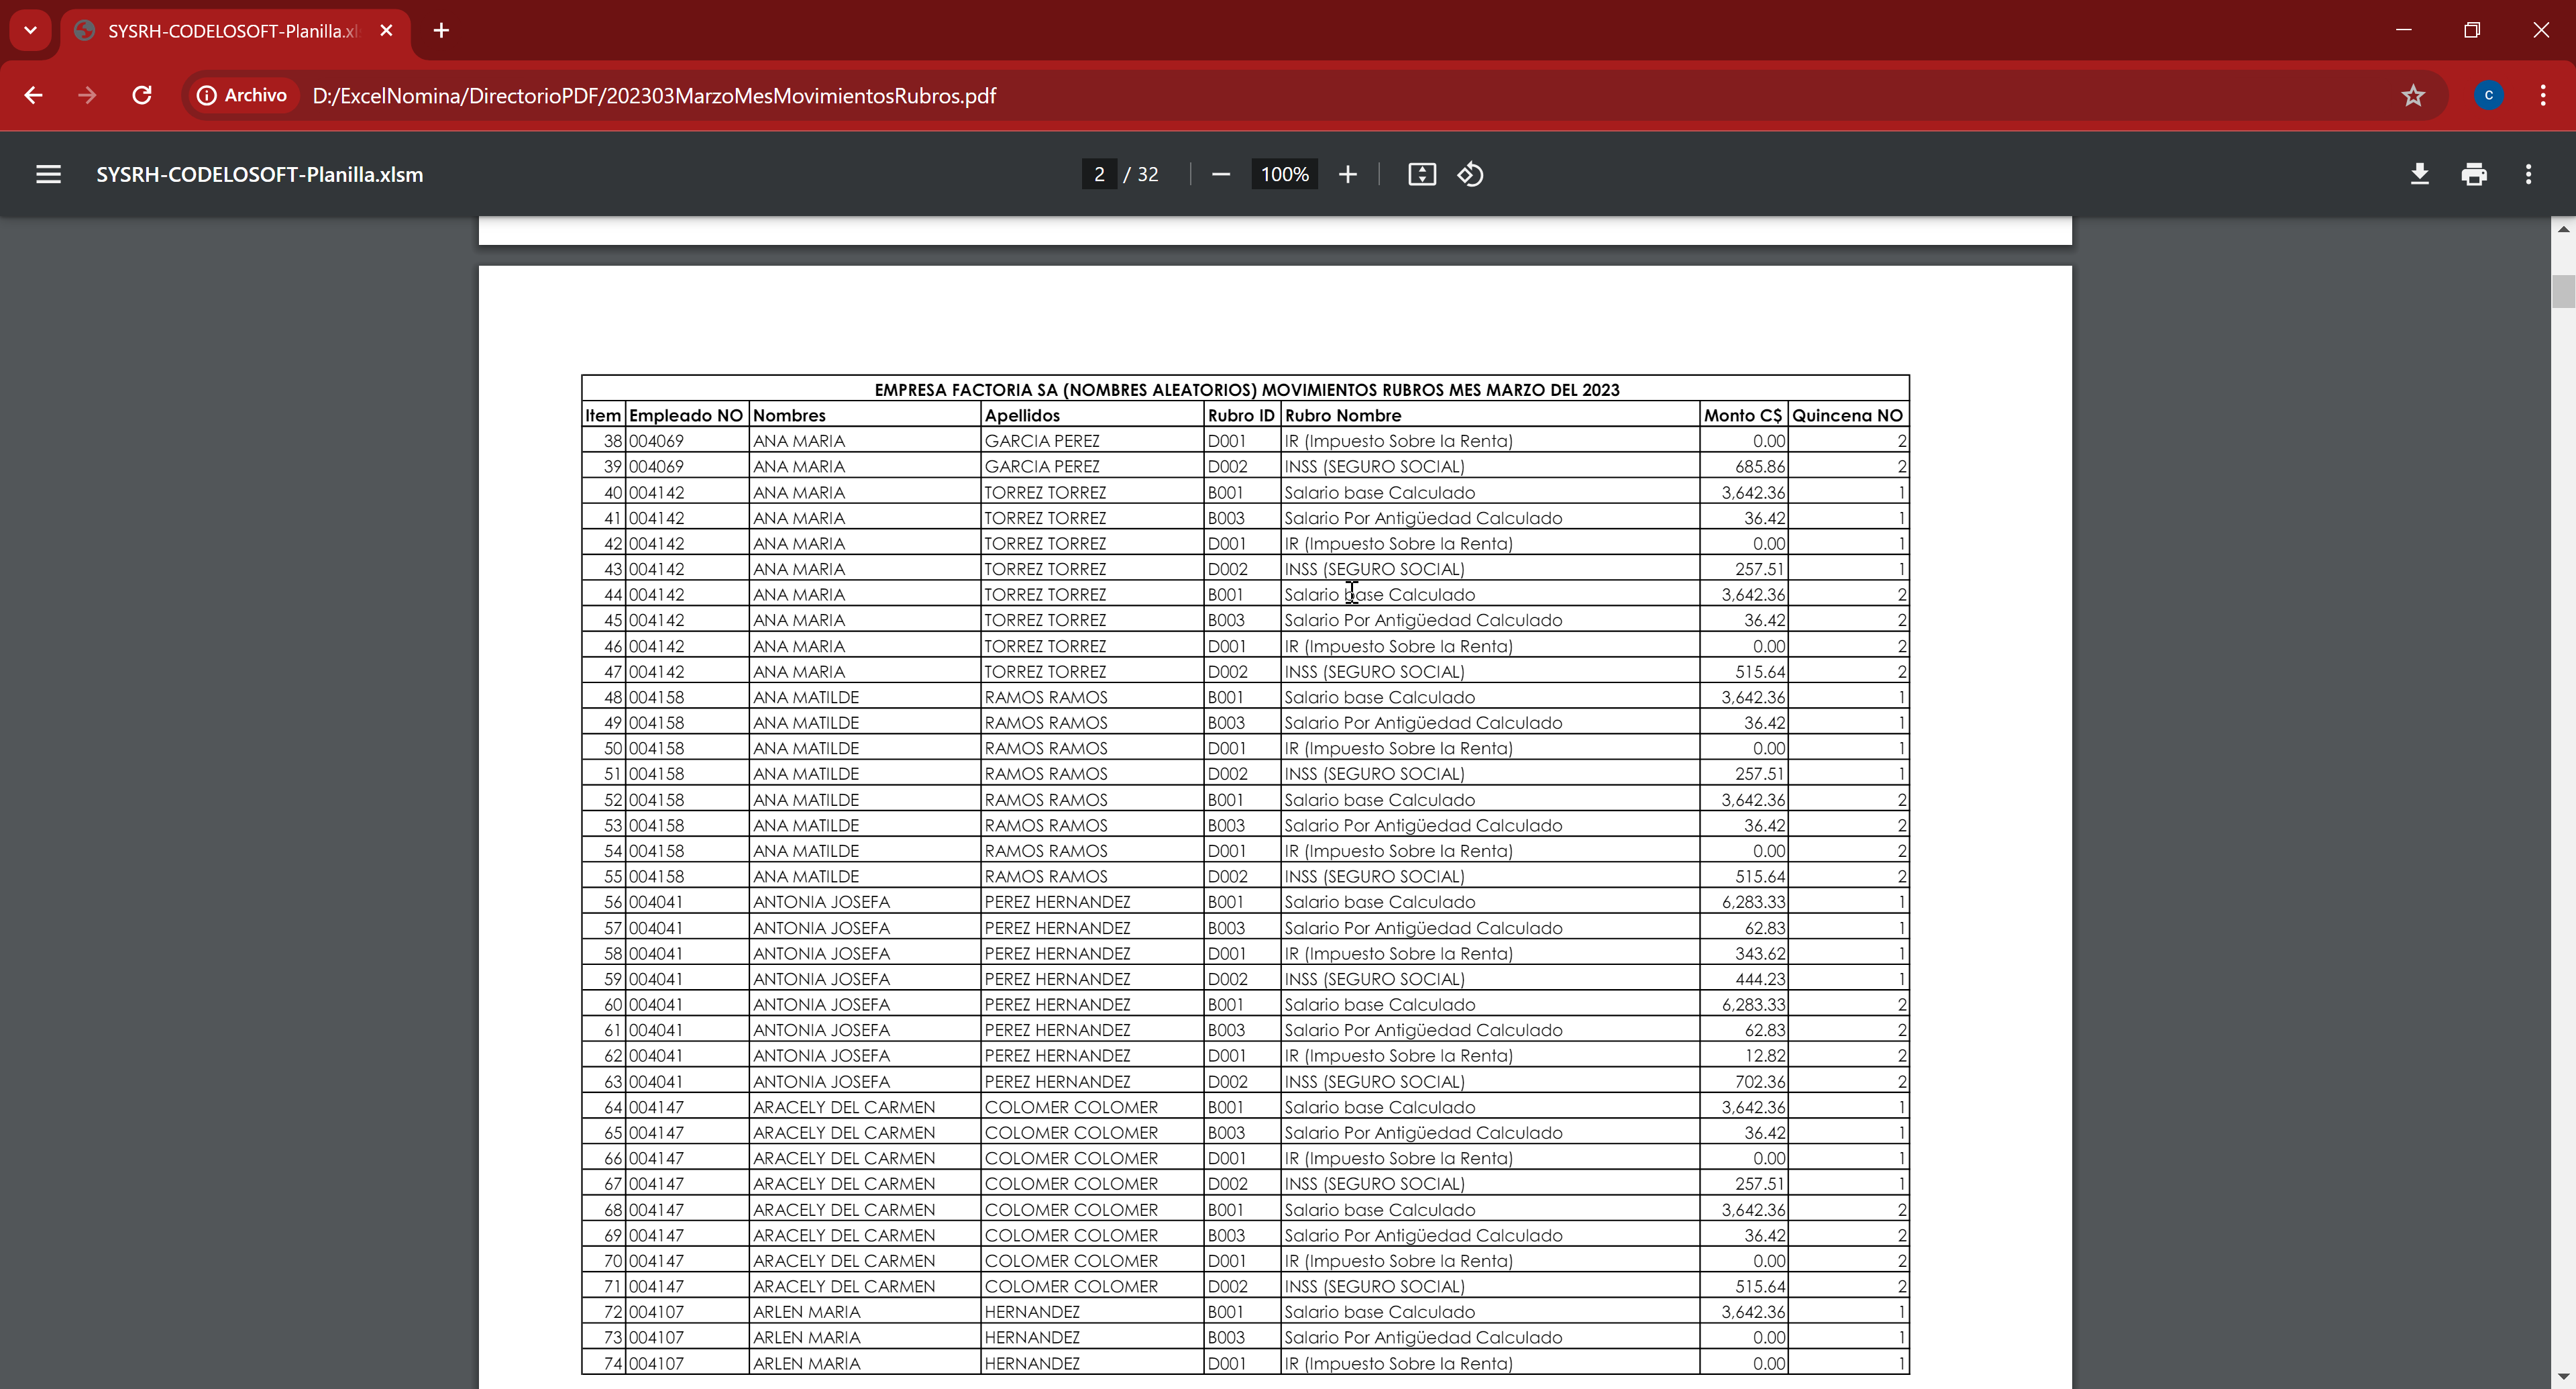 SYSRH-CODELOSOFT-Planilla.xl
Archivo D:/ExcelNomina/DirectorioPDF/202303MarzoMesMovimientosRubros.pdf C
SYSRH-CODELOSOFT-Planilla.xlsm 2 / 32 100%
EMPRESA FACTORIA SA (NOMBRES ALEATORIOS) MOVIMIENTOS RUBROS MES MARZO DEL 2023
Item Empleado NO Nombres Apellidos Rubro ID Rubro Nombre Monto C$ Quincena NO
38 004069 ANA MARIA GARCIA PEREZ D001 IR (Impuesto Sobre la Renta) 0.00 2
39 004069 ANA MARIA GARCIA PEREZ D002 INSS (SEGURO SOCIAL) 685.86 2
40 004142 ANA MARIA TORREZ TORREZ B001 Salario base Calculado 3,642.36 1
41 004142 ANA MARIA TORREZ TORREZ B003 Salario Por Antigüedad Calculado 36.42 1
42 004142 ANA MARIA TORREZ TORREZ D001 IR (Impuesto Sobre la Renta) 0.00 1
43 004142 ANA MARIA TORREZ TORREZ D002 INSS (SEGURO SOCIAL) 257.51 1
44 004142 ANA MARIA TORREZ TORREZ B001 Salario base Calculado 3,642.36 2
45 004142 ANA MARIA TORREZ TORREZ B003 Salario Por Antigüedad Calculado 36.42 2
46 004142 ANA MARIA TORREZ TORREZ D001 IR (Impuesto Sobre la Renta) 0.00 2
47 004142 ANA MARIA TORREZ TORREZ D002 INSS (SEGURO SOCIAL) 515.64 2
48 004158 ANA MATILDE RAMOS RAMOS B001 Salario base Calculado 3,642.36 1
49 004158 ANA MATILDE RAMOS RAMOS B003 Salario Por Antigüedad Calculado 36.42 1
50 004158 ANA MATILDE RAMOS RAMOS D001 IR (Impuesto Sobre la Renta) 0.00 1
51 004158 ANA MATILDE RAMOS RAMOS D002 INSS (SEGURO SOCIAL) 257.51 1
52 004158 ANA MATILDE RAMOS RAMOS B001 Salario base Calculado 3,642.36 2
53 004158 ANA MATILDE RAMOS RAMOS B003 Salario Por Antigüedad Calculado 36.42 2
54 004158 ANA MATILDE RAMOS RAMOS D001 IR (Impuesto Sobre la Renta) 0.00 2
55 004158 ANA MATILDE RAMOS RAMOS D002 INSS (SEGURO SOCIAL) 515.64 2
56 004041 ANTONIA JOSEFA PEREZ HERNANDEZ B001 Salario base Calculado 6,283.33 1
57 004041 ANTONIA JOSEFA PEREZ HERNANDEZ B003 Salario Por Antigüedad Calculado 62.83 1
58 004041 ANTONIA JOSEFA PEREZ HERNANDEZ D001 IR (Impuesto Sobre la Renta) 343.62 1
59 004041 ANTONIA JOSEFA PEREZ HERNANDEZ D002 INSS (SEGURO SOCIAL) 444.23 1
60 004041 ANTONIA JOSEFA PEREZ HERNANDEZ B001 Salario base Calculado 6,283.33 2
61 004041 ANTONIA JOSEFA PEREZ HERNANDEZ B003 Salario Por Antigüedad Calculado 62.83 2
62 004041 ANTONIA JOSEFA PEREZ HERNANDEZ D001 IR (Impuesto Sobre la Renta) 12.82 2
63 004041 ANTONIA JOSEFA PEREZ HERNANDEZ D002 INSS (SEGURO SOCIAL) 702.36 2
64 004147 ARACELY DEL CARMEN COLOMER COLOMER B001 Salario base Calculado 3,642.36 1
65 004147 ARACELY DEL CARMEN COLOMER COLOMER B003 Salario Por Antigüedad Calculado 36.42 1
66 004147 ARACELY DEL CARMEN COLOMER COLOMER D001 IR (Impuesto Sobre la Renta) 0.00 1
67 004147 ARACELY DEL CARMEN COLOMER COLOMER D002 INSS (SEGURO SOCIAL) 257.51 1
68 004147 ARACELY DEL CARMEN COLOMER COLOMER B001 Salario base Calculado 3,642.36 2
69 004147 ARACELY DEL CARMEN COLOMER COLOMER B003 Salario Por Antigüedad Calculado 36.42 2
70 004147 ARACELY DEL CARMEN COLOMER COLOMER D001 IR (Impuesto Sobre la Renta) 0.00 2
71 004147 ARACELY DEL CARMEN COLOMER COLOMER D002 INSS (SEGURO SOCIAL) 515.64 2
72 004107 ARLEN MARIA HERNANDEZ B001 Salario base Calculado 3,642.36 1
73 004107 ARLEN MARIA HERNANDEZ B003 Salario Por Antigüedad Calculado 0.00 1
74 004107 ARLEN MARIA HERNANDEZ D001 IR (Impuesto Sobre la Renta) 0.00 1